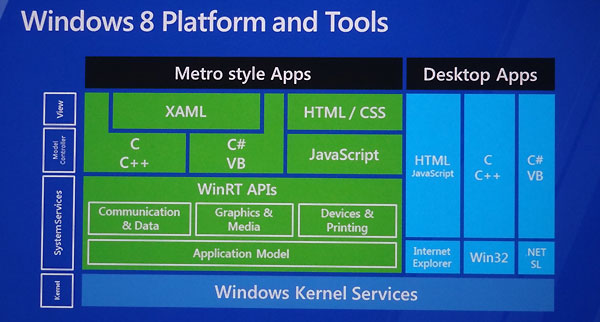 Windows 8 Platform and Tools
Metro style Apps
Desktop Apps
View
XAML
HTML / CSS
Model
Controller
C
C++
C#
VB
JavaScript
HTML
JavaScript
C
C++
C#
VB
System Services
WinRT APIs
Communication
& Data
Graphics &
Media
Devices &
Printing
Application Model
Internet
Explorer
Win32
.NET
SL
Kernel
Windows Kernel Services